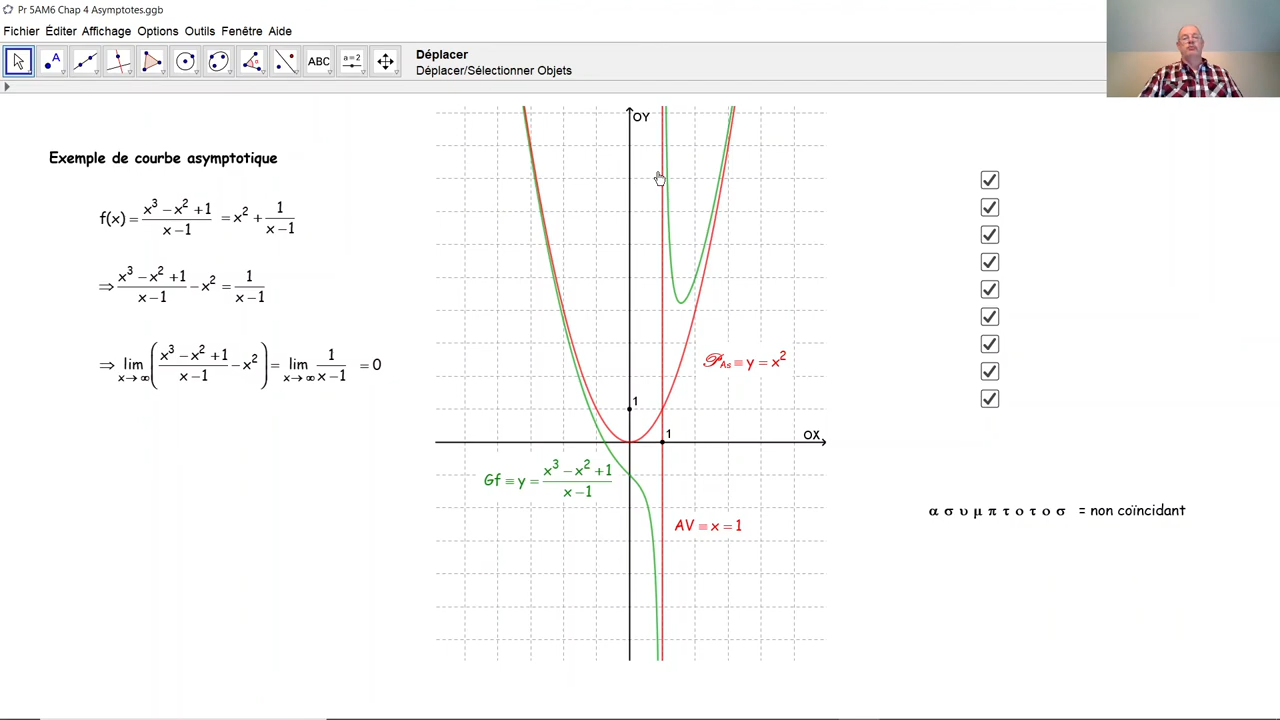 Pr 5AM6 Chap 4 Asymptotes.ggb
Fichier Éditer Affichage Options Outils Fenêtre Aide
A
α
ABC
a=2
Déplacer
Déplacer/Sélectionner Objets
Exemple de courbe asymptotique
f(x) = (x³ − x² + 1)/(x − 1) = x² + 1/(x − 1)
⇒ (x³ − x² + 1)/(x − 1) − x² = 1/(x − 1)
⇒ lim x→∞ ((x³ − x² + 1)/(x − 1) − x²) = lim x→∞ 1/(x − 1) = 0
OY
𝒫As ≡ y = x²
1
1
OX
Gf ≡ y = (x³ − x² + 1)/(x − 1)
AV ≡ x = 1
α σ υ μ π τ ο τ ο σ = non coïncidant